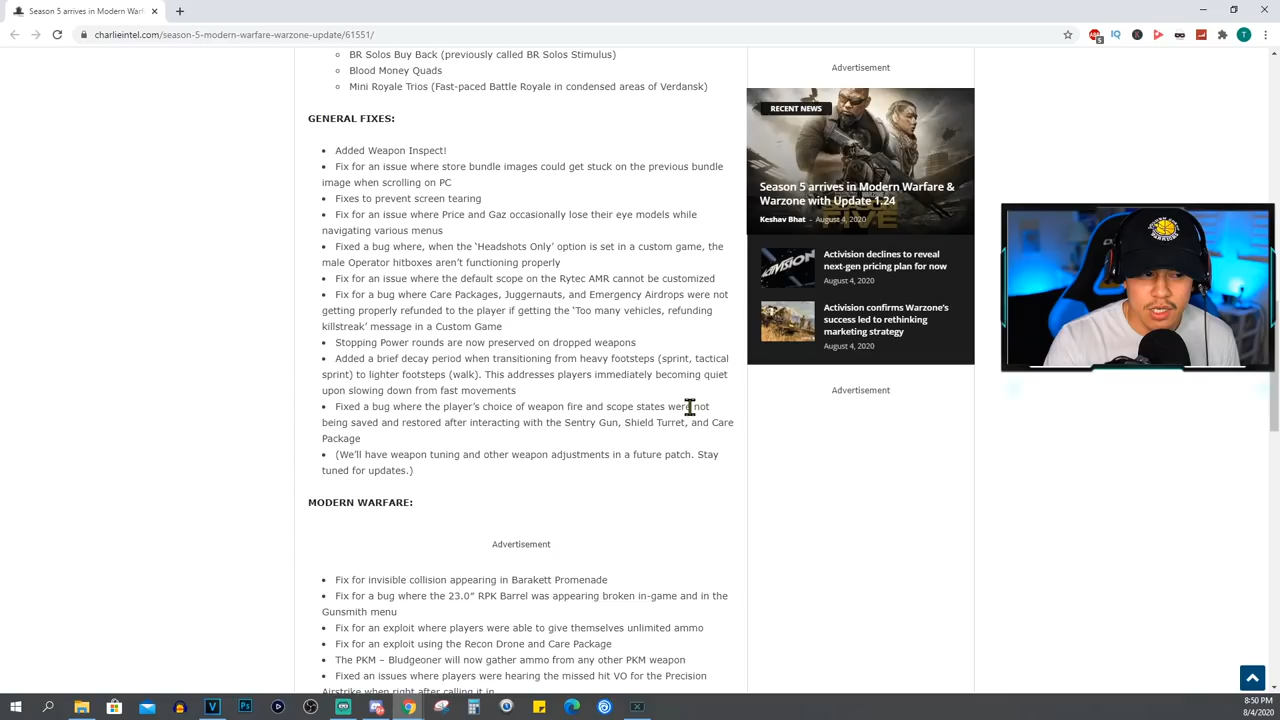 Season 5 arrives in Modern Warf
charlieintel.com/season-5-modern-warfare-warzone-update/61551/
BR Solos Buy Back (previously called BR Solos Stimulus)
Blood Money Quads
Mini Royale Trios (Fast-paced Battle Royale in condensed areas of Verdansk)
GENERAL FIXES:
Added Weapon Inspect!
Fix for an issue where store bundle images could get stuck on the previous bundle
image when scrolling on PC
Fixes to prevent screen tearing
Fix for an issue where Price and Gaz occasionally lose their eye models while
navigating various menus
Fixed a bug where, when the ‘Headshots Only’ option is set in a custom game, the
male Operator hitboxes aren’t functioning properly
Fix for an issue where the default scope on the Rytec AMR cannot be customized
Fix for a bug where Care Packages, Juggernauts, and Emergency Airdrops were not
getting properly refunded to the player if getting the ‘Too many vehicles, refunding
killstreak’ message in a Custom Game
Stopping Power rounds are now preserved on dropped weapons
Added a brief decay period when transitioning from heavy footsteps (sprint, tactical
sprint) to lighter footsteps (walk). This addresses players immediately becoming quiet
upon slowing down from fast movements
Fixed a bug where the player’s choice of weapon fire and scope states were not
being saved and restored after interacting with the Sentry Gun, Shield Turret, and Care
Package
(We’ll have weapon tuning and other weapon adjustments in a future patch. Stay
tuned for updates.)
MODERN WARFARE:
Advertisement
Fix for invisible collision appearing in Barakett Promenade
Fix for a bug where the 23.0” RPK Barrel was appearing broken in-game and in the
Gunsmith menu
Fix for an exploit where players were able to give themselves unlimited ammo
Fix for an exploit using the Recon Drone and Care Package
The PKM – Bludgeoner will now gather ammo from any other PKM weapon
Fixed an issues where players were hearing the missed hit VO for the Precision
Airstrike when right after calling it in
Advertisement
RECENT NEWS
Season 5 arrives in Modern Warfare &
Warzone with Update 1.24
Keshav Bhat - August 4, 2020
FIVE
ACTIVISION
Activision declines to reveal
next-gen pricing plan for now
August 4, 2020
Activision confirms Warzone’s
success led to rethinking
marketing strategy
August 4, 2020
Advertisement
IQ
5
T
8:50 PM
8/4/2020